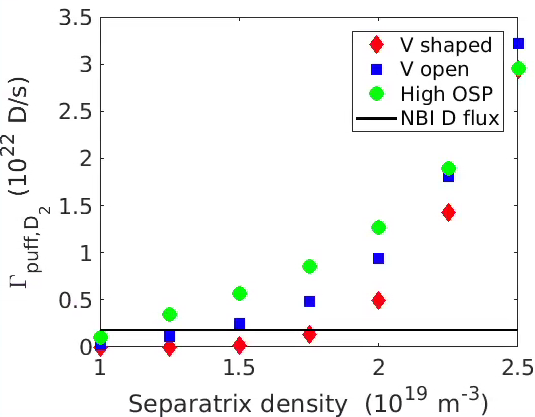 3.5
3
2.5
2
1.5
1
0.5
0
1
1.5
2
2.5
Γpuff,D2 (10^22 D/s)
Separatrix density (10^19 m^-3)
V shaped
V open
High OSP
NBI D flux